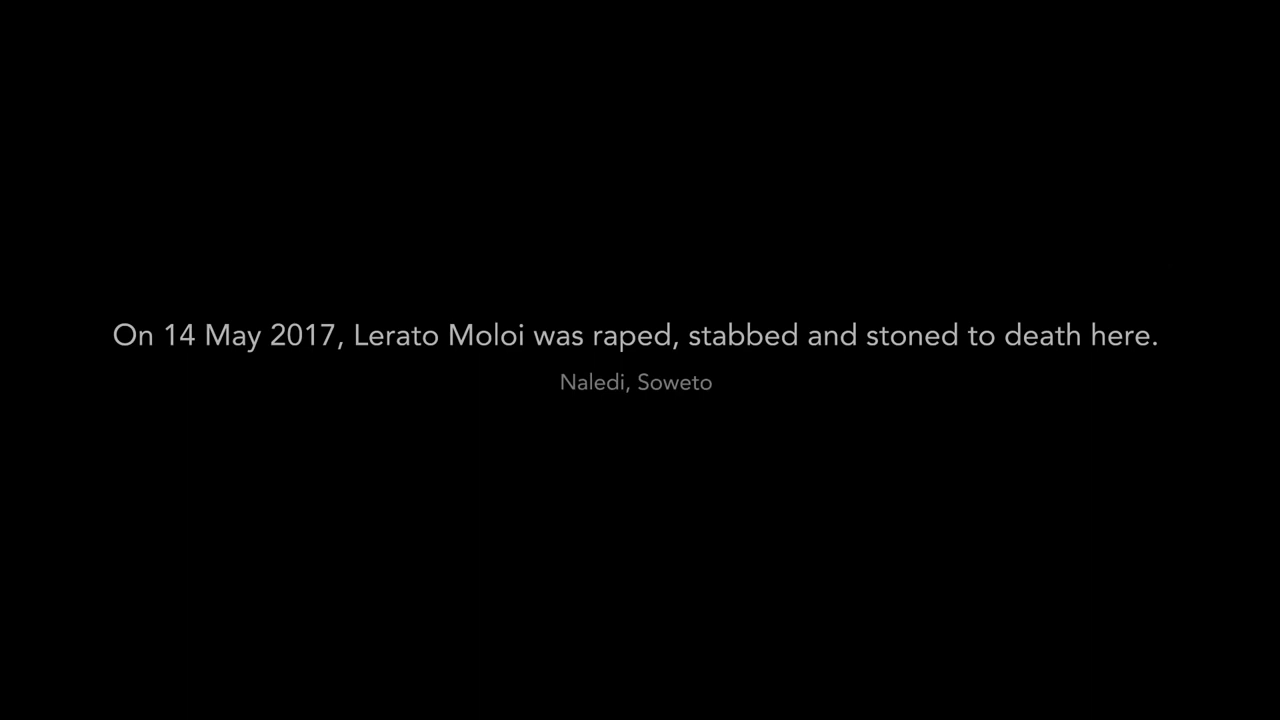 On 14 May 2017, Lerato Moloi was raped, stabbed and stoned to death here.
Naledi, Soweto